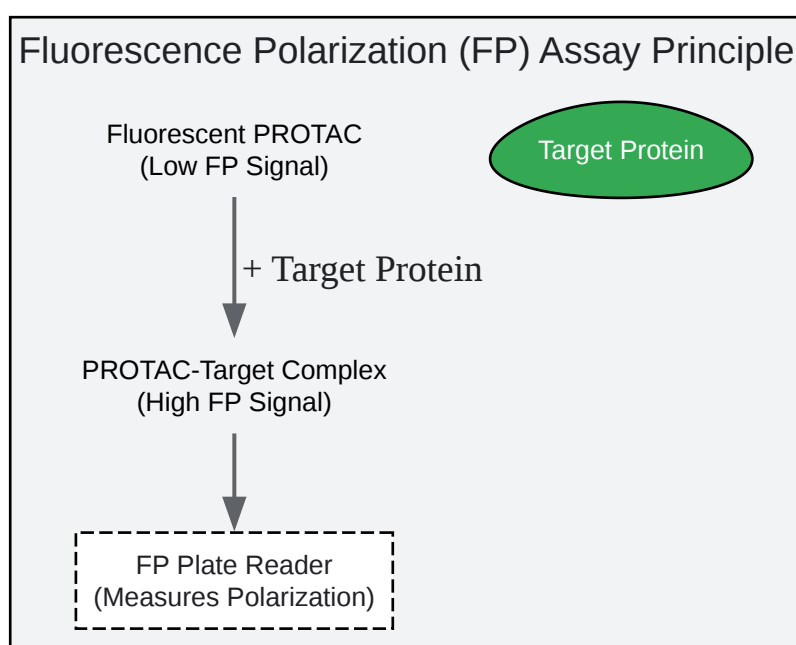 Fluorescence Polarization (FP) Assay Principle
Fluorescent PROTAC
(Low FP Signal)
Target Protein
+ Target Protein
PROTAC-Target Complex
(High FP Signal)
FP Plate Reader
(Measures Polarization)